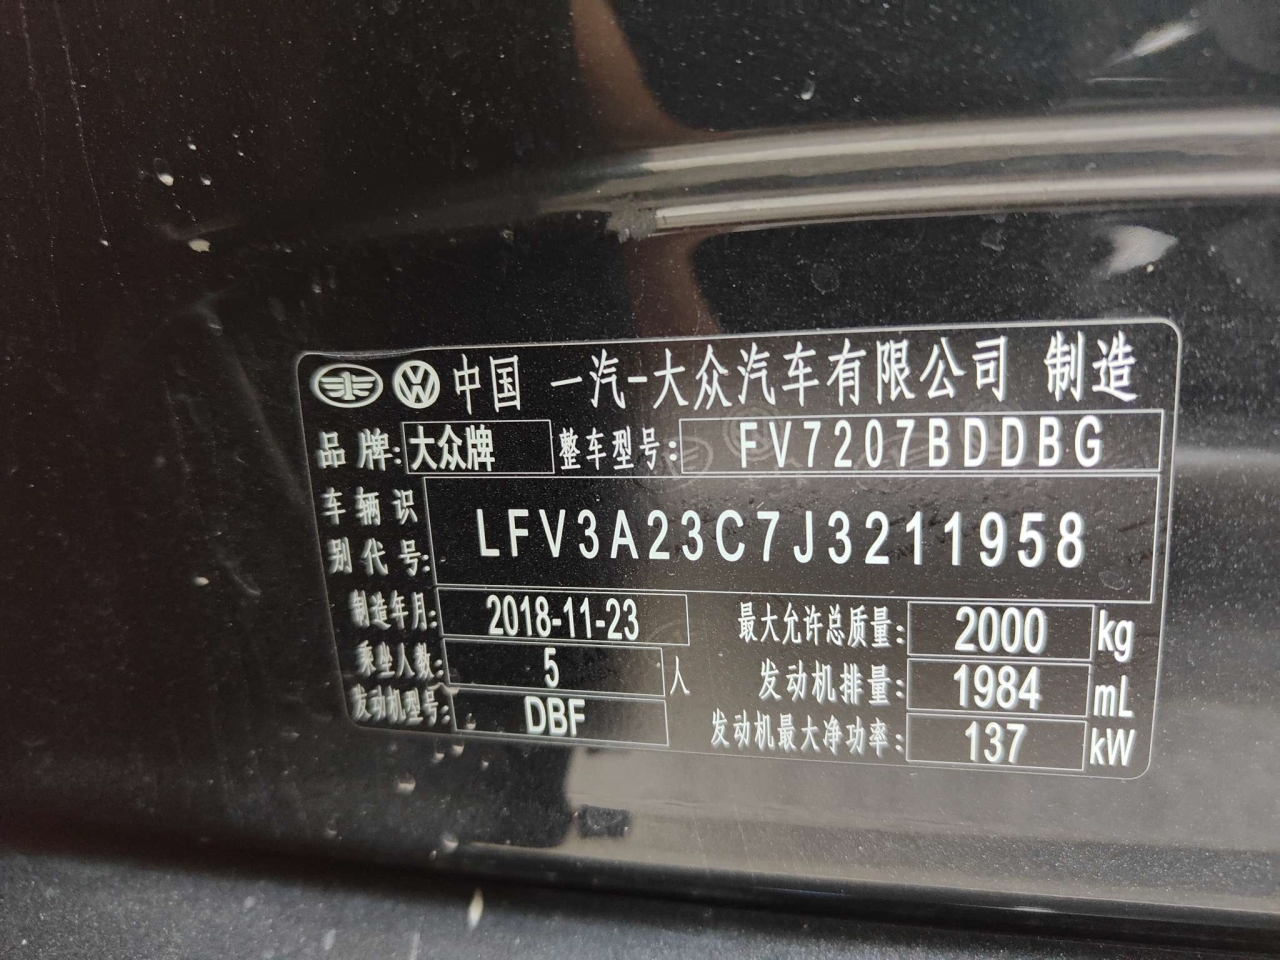 中国 一汽-大众汽车有限公司 制造
品牌: 大众牌 整车型号: FV7207BDDBG
车辆识别代号: LFV3A23C7J3211958
制造年月: 2018-11-23 最大允许总质量: 2000 kg
乘坐人数: 5 人 发动机排量: 1984 mL
发动机型号: DBF 发动机最大净功率: 137 kW